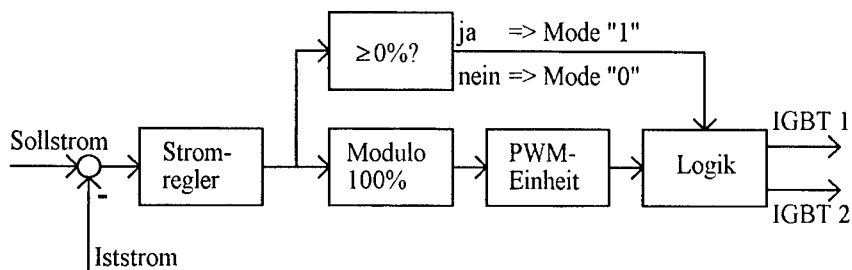 ≥0%?
ja => Mode "1"
nein => Mode "0"
Sollstrom
-
Iststrom
Strom-
regler
Modulo
100%
PWM-
Einheit
Logik
IGBT 1
IGBT 2